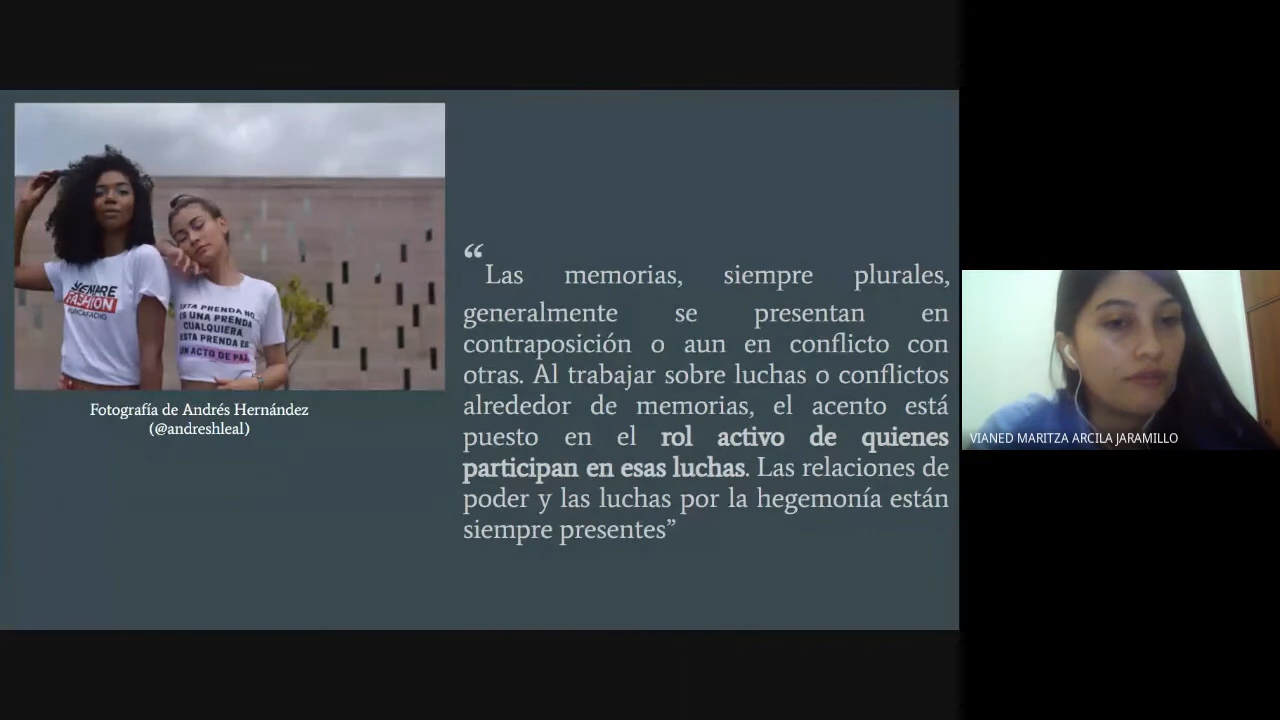 FASHION
ESTA PRENDA NO
ES UNA PRENDA
CUALQUIERA,
ESTA PRENDA ES
UN ACTO DE PAZ
Fotografía de Andrés Hernández
(@andreshleal)
“Las memorias, siempre plurales,
generalmente se presentan en
contraposición o aun en conflicto con
otras. Al trabajar sobre luchas o conflictos
alrededor de memorias, el acento está
puesto en el rol activo de quienes
participan en esas luchas. Las relaciones de
poder y las luchas por la hegemonía están
siempre presentes”
VIANED MARITZA ARCILA JARAMILLO